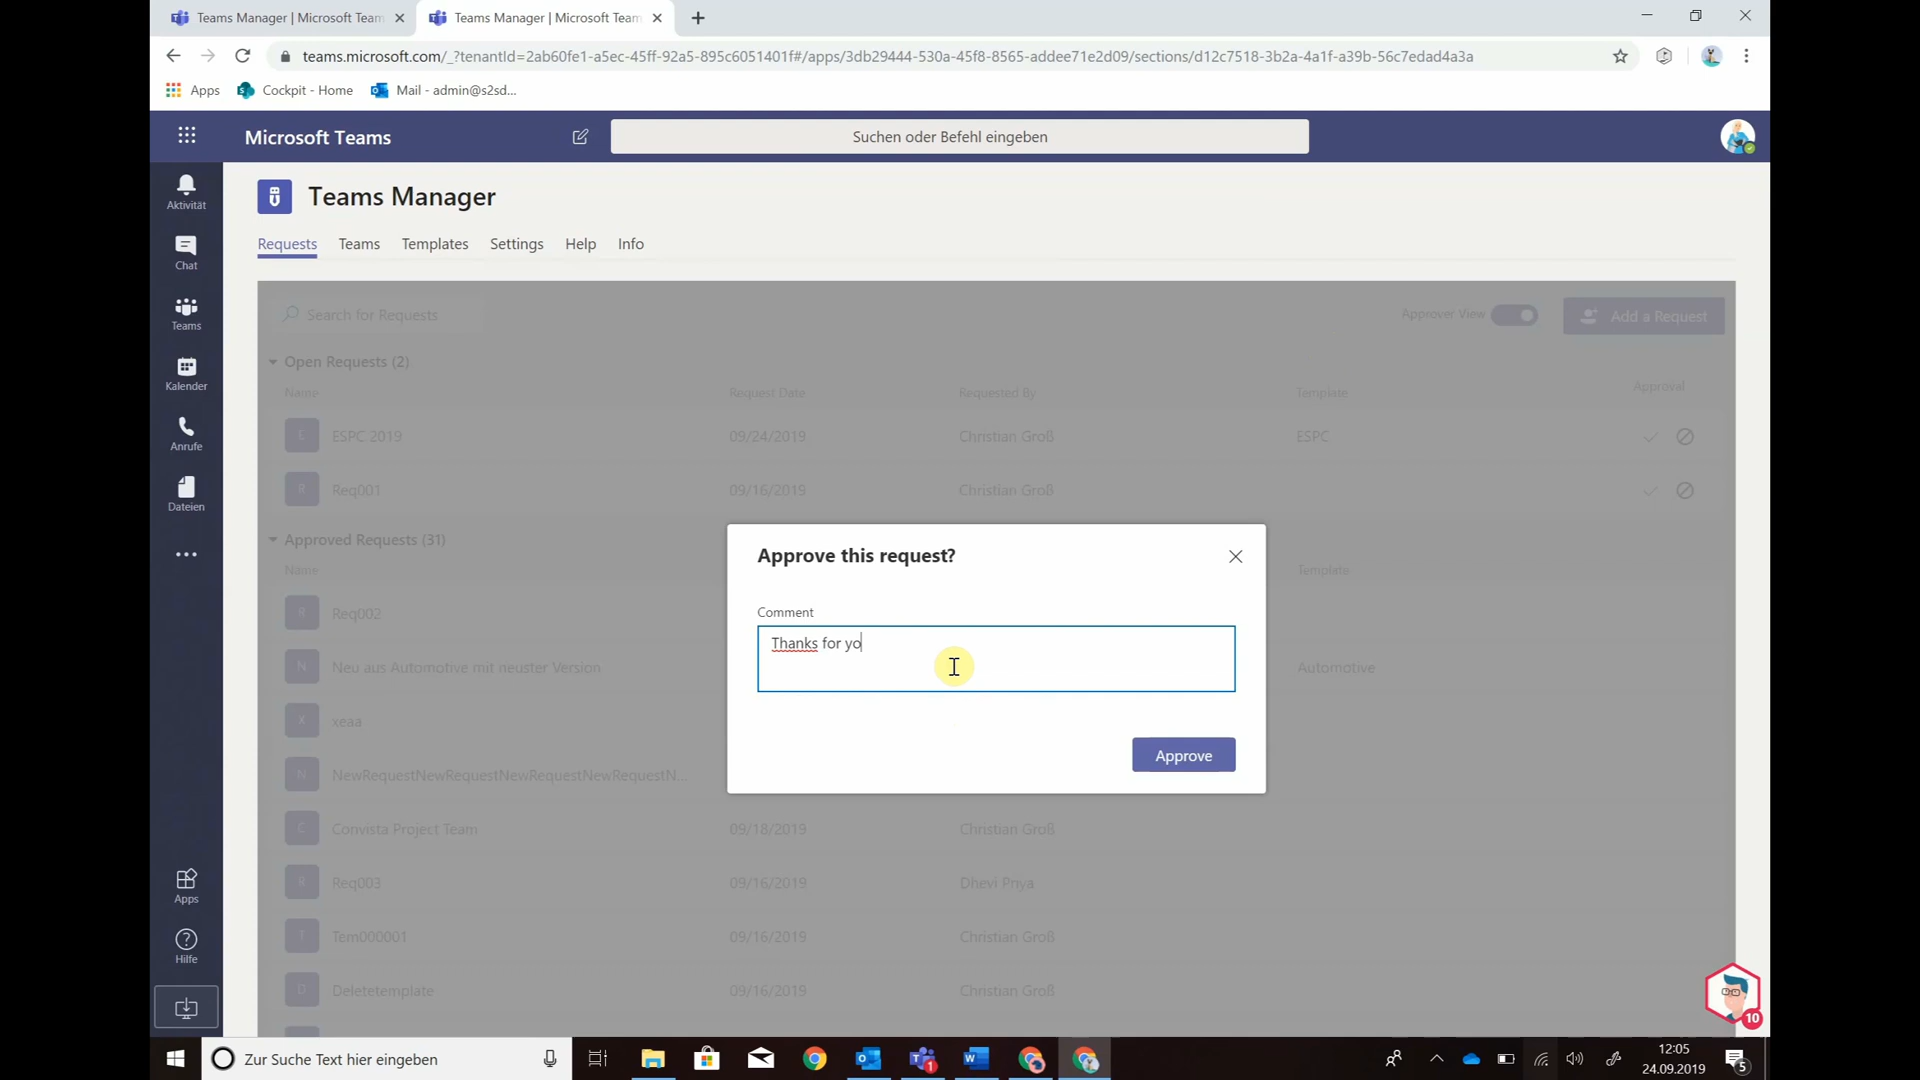 Teams Manager | Microsoft Team
Teams Manager | Microsoft Team
teams.microsoft.com/_?tenantId=2ab60fe1-a5ec-45ff-92a5-895c6051401f#/apps/3db29444-530a-45f8-8565-addee71e2d09/sections/d12c7518-3b2a-4a1f-a39b-56c7edad4a3a
Apps
Cockpit - Home
Mail - admin@s2sd...
Microsoft Teams
Suchen oder Befehl eingeben
Aktivität
Chat
Teams
Kalender
Anrufe
Dateien
Apps
Hilfe
Teams Manager
Requests Teams Templates Settings Help Info
Search for Requests
Approver View
Add a Request
Open Requests (2)
Name Request Date Requested By Template Approval
E ESPC 2019 09/24/2019 Christian Groß ESPC
R Req001 09/16/2019 Christian Groß
Approved Requests (31)
Name Template
R Req002
N Neu aus Automotive mit neuster Version Automotive
X xeaa
N NewRequestNewRequestNewRequestNewRequestN...
C Convista Project Team 09/18/2019 Christian Groß
R Req003 09/16/2019 Dhevi Priya
T Tem000001 09/16/2019 Christian Groß
D Deletetemplate 09/16/2019 Christian Groß
Approve this request?
Comment
Thanks for yo
Approve
10
Zur Suche Text hier eingeben
1
12:05
24.09.2019
5